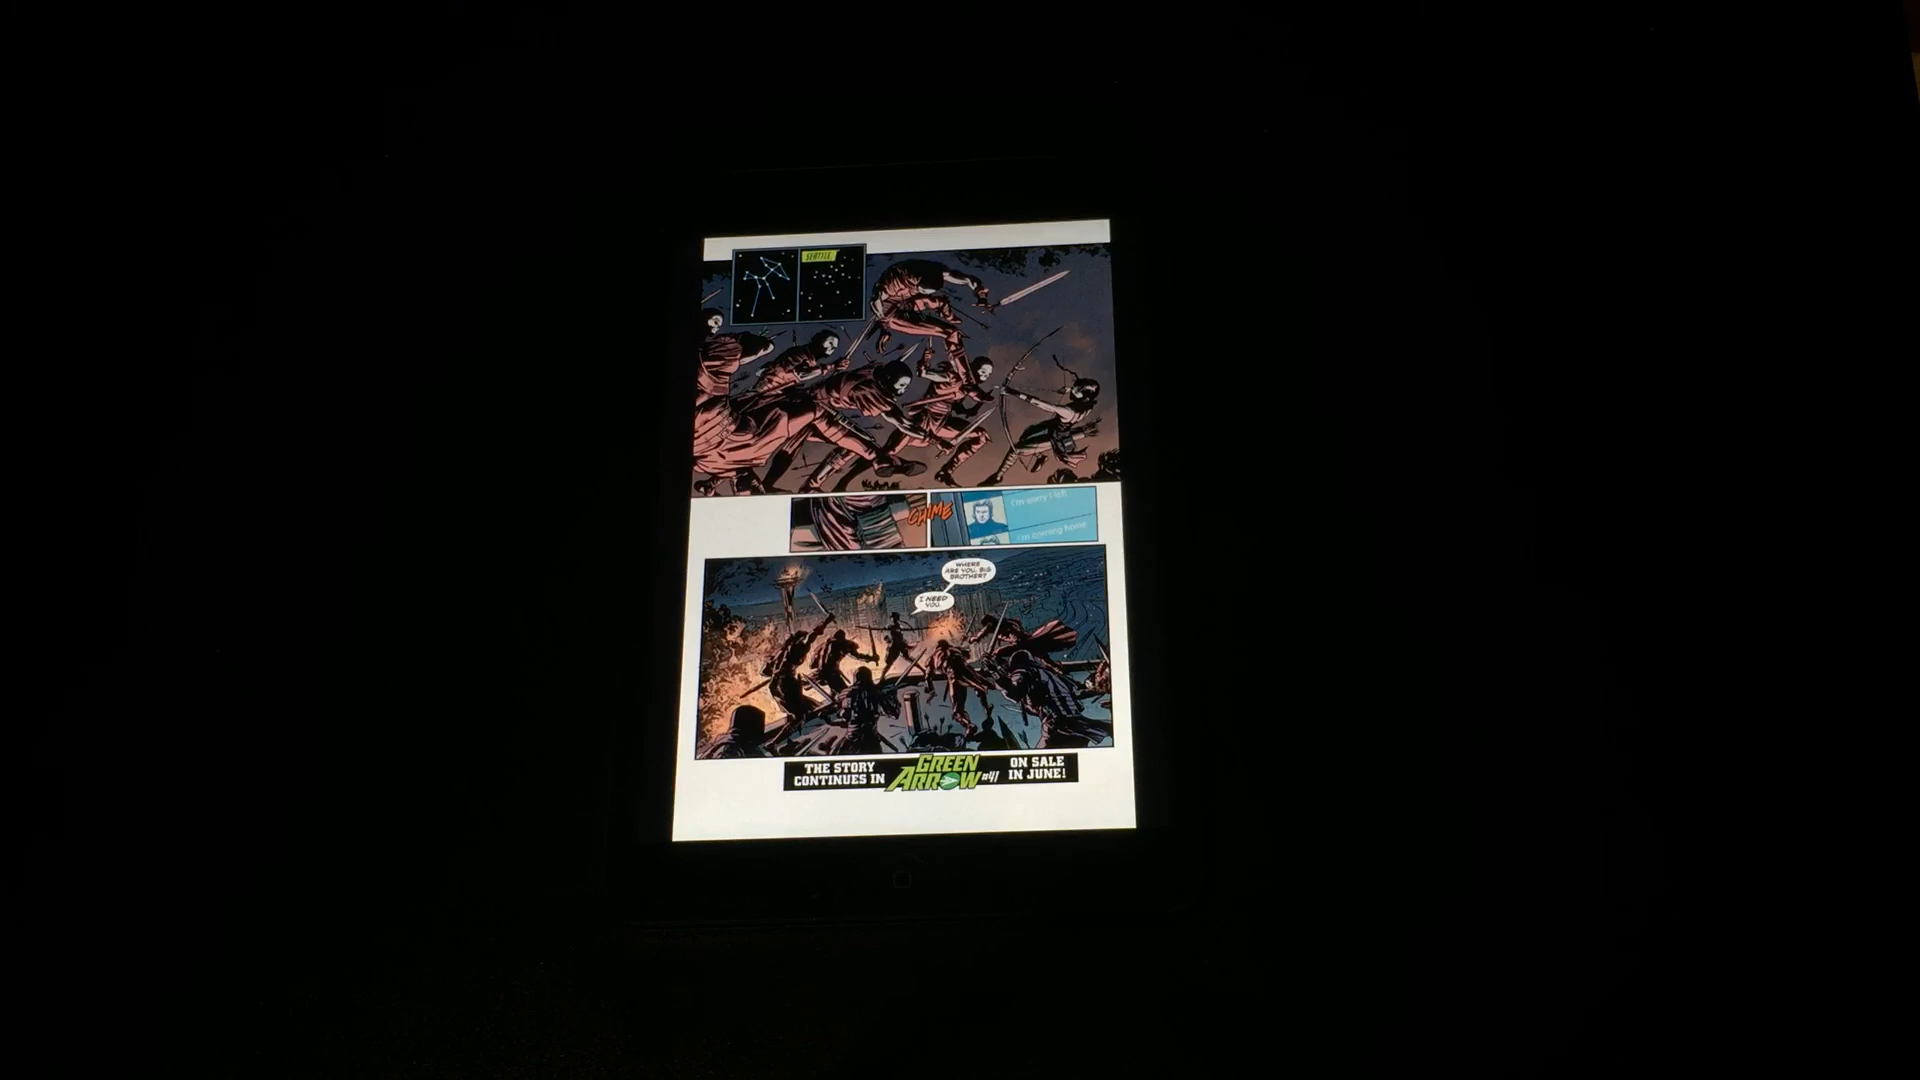 SEATTLE.
CHIME
I'm sorry I left
I'm coming home
WHERE
ARE YOU, BIG
BROTHER?
I NEED
YOU.
THE STORY
CONTINUES IN
GREEN
ARROW #41
ON SALE
IN JUNE!